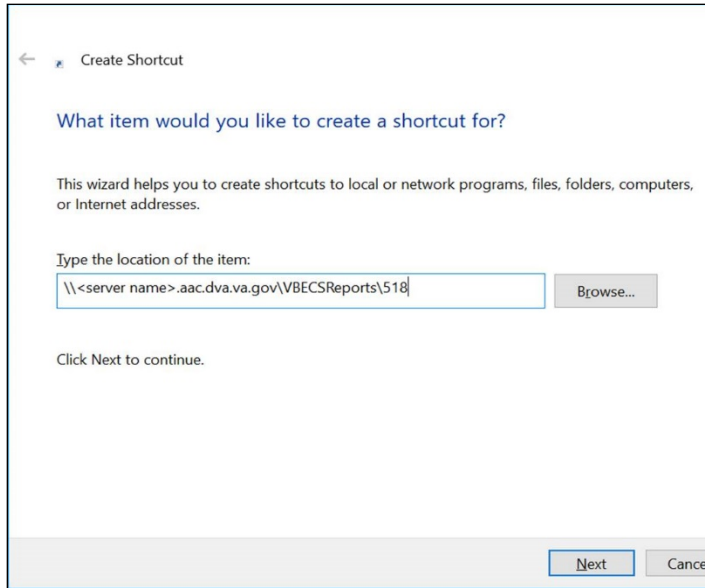 Create Shortcut
What item would you like to create a shortcut for?
This wizard helps you to create shortcuts to local or network programs, files, folders, computers,
or Internet addresses.
Type the location of the item:
\\<server name>.aac.dva.va.gov\VBECSReports\518
Browse...
Click Next to continue.
Next
Cance